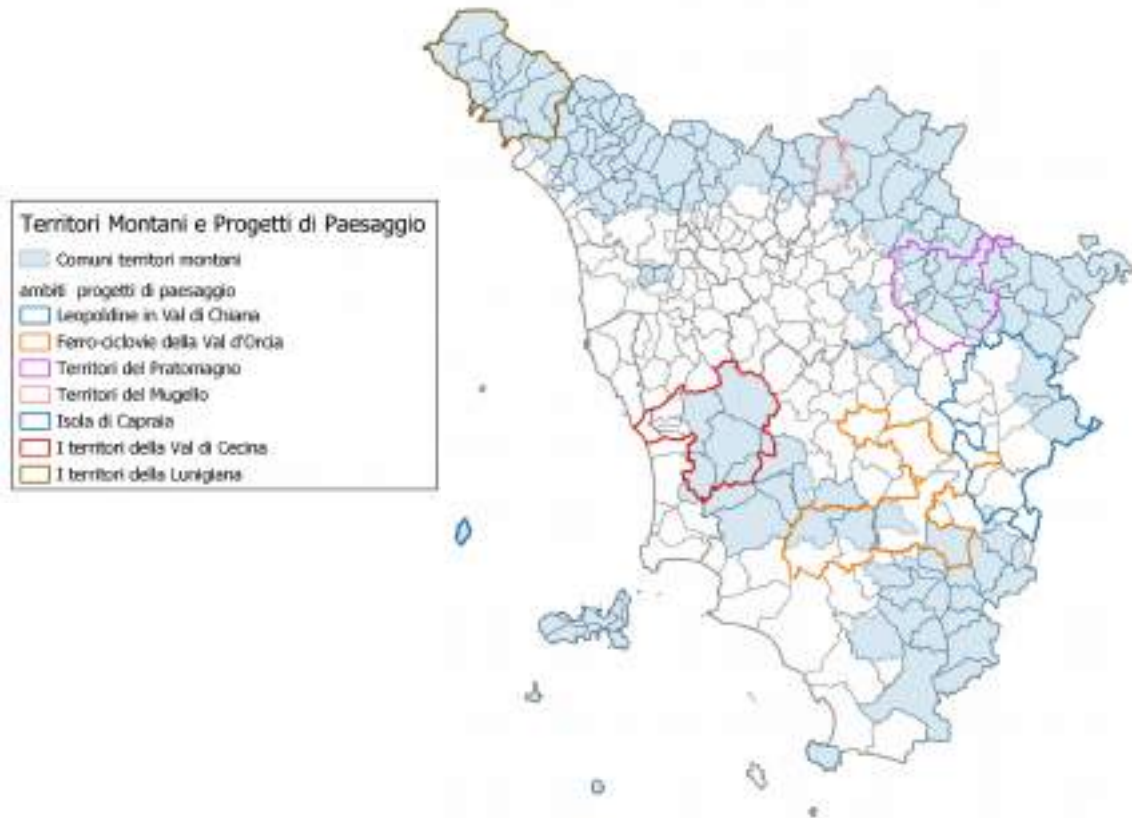 Territori Montani e Progetti di Paesaggio
Comuni territori montani
ambiti progetti di paesaggio
Leopoldine in Val di Chiana
Ferro-ciclovie della Val d'Orcia
Territori del Pratomagno
Territori del Mugello
Isola di Capraia
I territori della Val di Cecina
I territori della Lunigiana